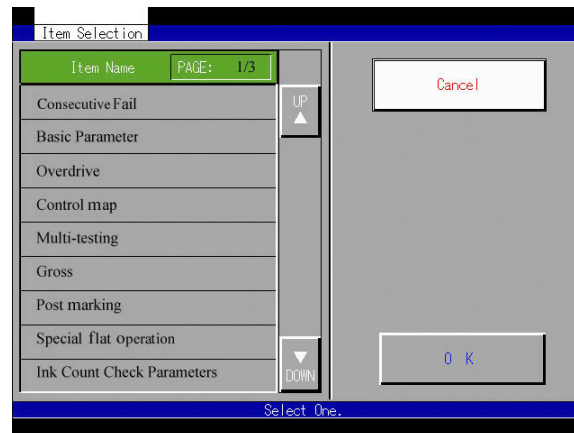 Item Selection
Item Name PAGE: 1/3
UP
Cancel
Consecutive Fail
Basic Parameter
Overdrive
Control map
Multi-testing
Gross
Post marking
Special flat operation
Ink Count Check Parameters
DOWN
O K
Select One.